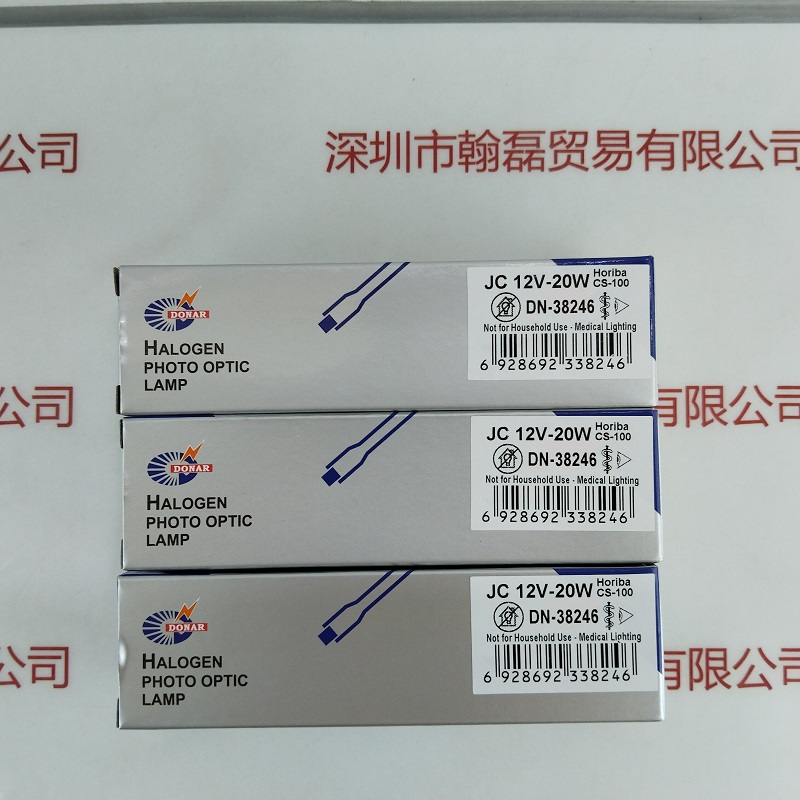 公司
深圳市翰磊贸易有限公司
DONAR
HALOGEN
PHOTO OPTIC
LAMP
JC 12V-20W Horiba CS-100
DN-38246
Not for Household Use - Medical Lighting
6 928692 338246
公司
有限公司
DONAR
HALOGEN
PHOTO OPTIC
LAMP
JC 12V-20W Horiba CS-100
DN-38246
Not for Household Use - Medical Lighting
6 928692 338246
DONAR
HALOGEN
PHOTO OPTIC
LAMP
JC 12V-20W Horiba CS-100
DN-38246
Not for Household Use - Medical Lighting
6 928692 338246
公司
有限公司